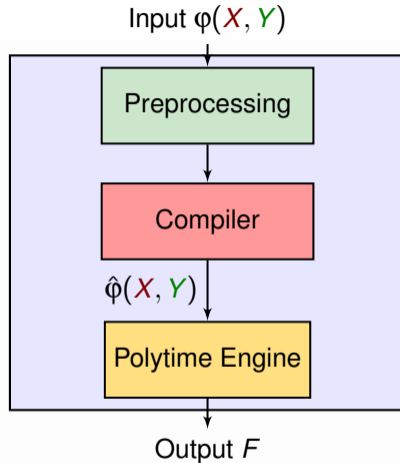 Input φ(X, Y)
Preprocessing
Compiler
φ̂(X, Y)
Polytime Engine
Output F